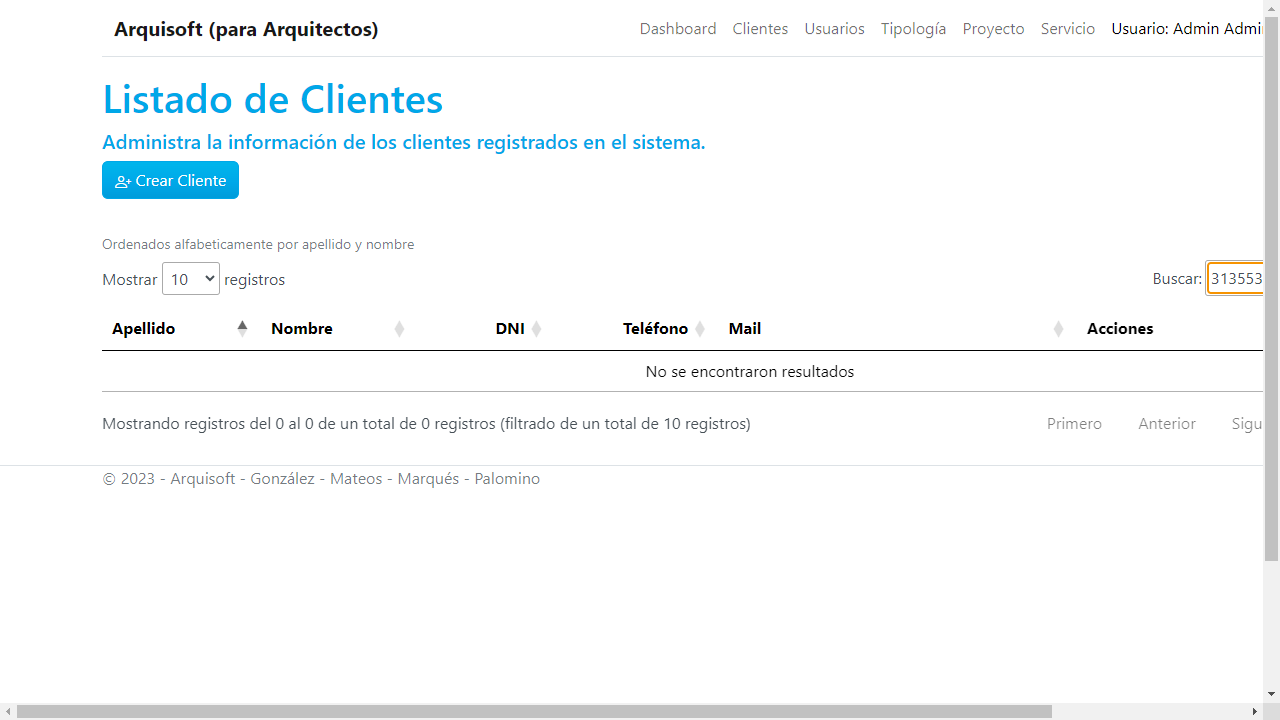 Arquisoft (para Arquitectos) Dashboard Clientes Usuarios Tipología Proyecto Servicio Usuario: Admin
Listado de Clientes
Administra la información de los clientes registrados en el sistema.
Crear Cliente
Ordenados alfabeticamente por apellido y nombre
Mostrar 10 registros Buscar: 313553
Apellido Nombre DNI Teléfono Mail Acciones
No se encontraron resultados
Mostrando registros del 0 al 0 de un total de 0 registros (filtrado de un total de 10 registros) Primero Anterior
© 2023 - Arquisoft - González - Mateos - Marqués - Palomino